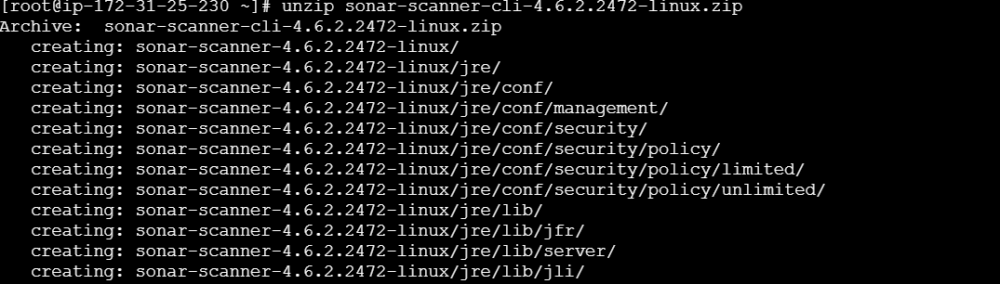 [root@ip-172-31-25-230 ~]# unzip sonar-scanner-cli-4.6.2.2472-linux.zip
Archive:  sonar-scanner-cli-4.6.2.2472-linux.zip
   creating: sonar-scanner-4.6.2.2472-linux/
   creating: sonar-scanner-4.6.2.2472-linux/jre/
   creating: sonar-scanner-4.6.2.2472-linux/jre/conf/
   creating: sonar-scanner-4.6.2.2472-linux/jre/conf/management/
   creating: sonar-scanner-4.6.2.2472-linux/jre/conf/security/
   creating: sonar-scanner-4.6.2.2472-linux/jre/conf/security/policy/
   creating: sonar-scanner-4.6.2.2472-linux/jre/conf/security/policy/limited/
   creating: sonar-scanner-4.6.2.2472-linux/jre/conf/security/policy/unlimited/
   creating: sonar-scanner-4.6.2.2472-linux/jre/lib/
   creating: sonar-scanner-4.6.2.2472-linux/jre/lib/jfr/
   creating: sonar-scanner-4.6.2.2472-linux/jre/lib/server/
   creating: sonar-scanner-4.6.2.2472-linux/jre/lib/jli/